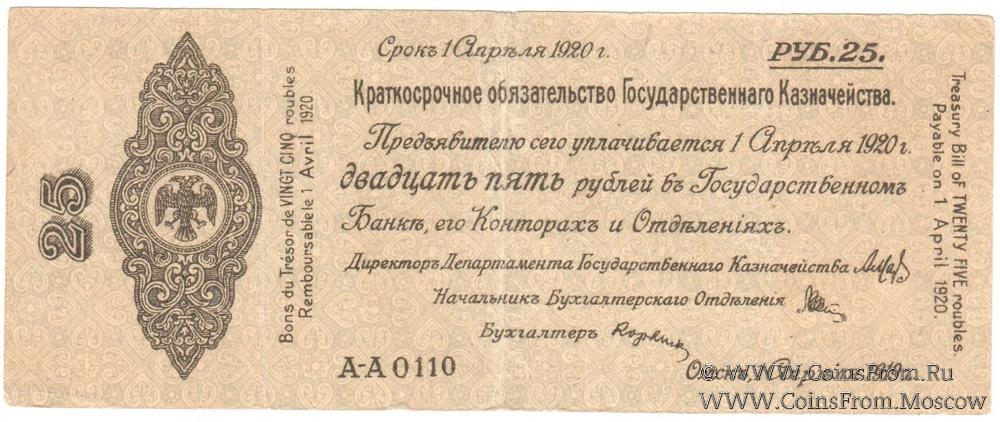 Срокъ 1 Апрѣля 1920 г.
РУБ. 25.
Краткосрочное обязательство Государственнаго Казначейства.
Предъявителю сего уплачивается 1 Апрѣля 1920 г.
двадцать пять рублей въ Государственномъ
Банкѣ, его Конторахъ и Отдѣленіяхъ.
Директоръ Департамента Государственнаго Казначейства
Начальникъ Бухгалтерскаго Отдѣленія
Бухгалтеръ
А-А 0110
Омскъ, 1 Апрѣля
25
Bons du Trésor de VINGT CINQ roubles
Remboursable le 1 Avril 1920.
Treasury Bill of TWENTY FIVE roubles.
Payable on 1 April 1920.
© WWW.CoinsFrom.Ru
WWW.CoinsFrom.Moscow